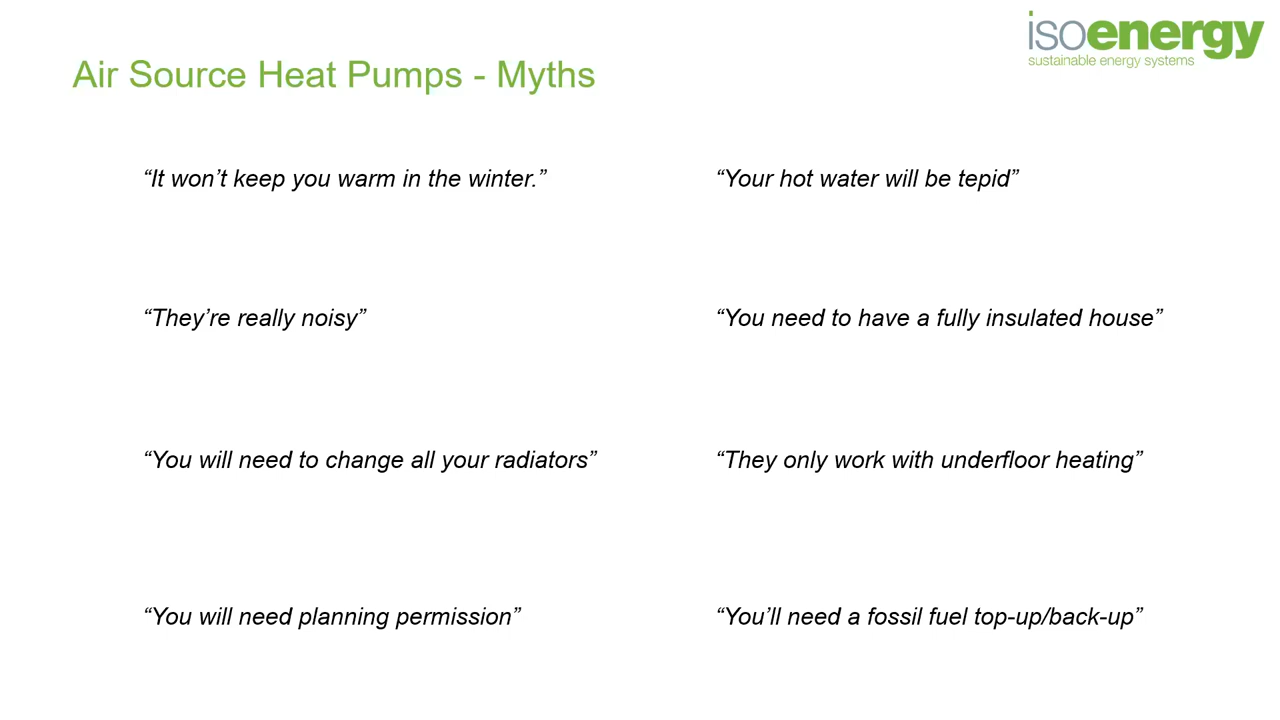 isoenergy
sustainable energy systems
Air Source Heat Pumps - Myths
“It won’t keep you warm in the winter.”
“Your hot water will be tepid”
“They’re really noisy”
“You need to have a fully insulated house”
“You will need to change all your radiators”
“They only work with underfloor heating”
“You will need planning permission”
“You’ll need a fossil fuel top-up/back-up”